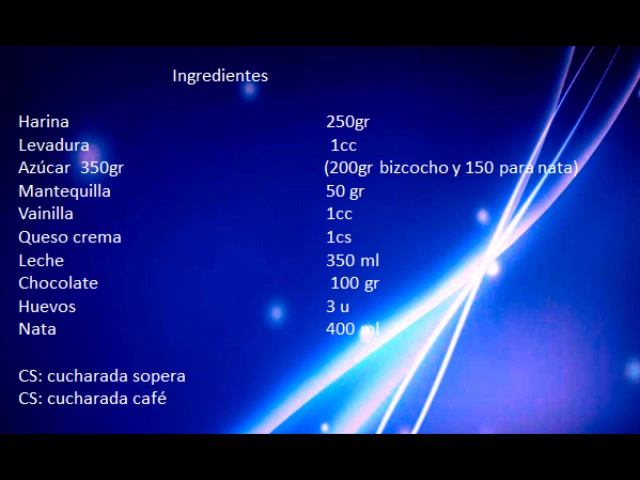 Ingredientes
Harina 250gr
Levadura 1cc
Azúcar 350gr (200gr bizcocho y 150 para nata)
Mantequilla 50 gr
Vainilla 1cc
Queso crema 1cs
Leche 350 ml
Chocolate 100 gr
Huevos 3 u
Nata 400 ml
CS: cucharada sopera
CS: cucharada café